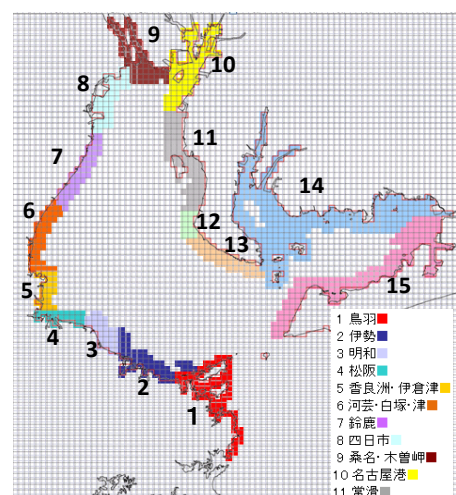 9
10
8
11
7
14
6
12
13
5
15
4
3
2
1
1 鳥羽
2 伊勢
3 明和
4 松阪
5 香良洲・伊倉津
6 河芸・白塚・津
7 鈴鹿
8 四日市
9 桑名・木曽岬
10 名古屋港
11 常滑